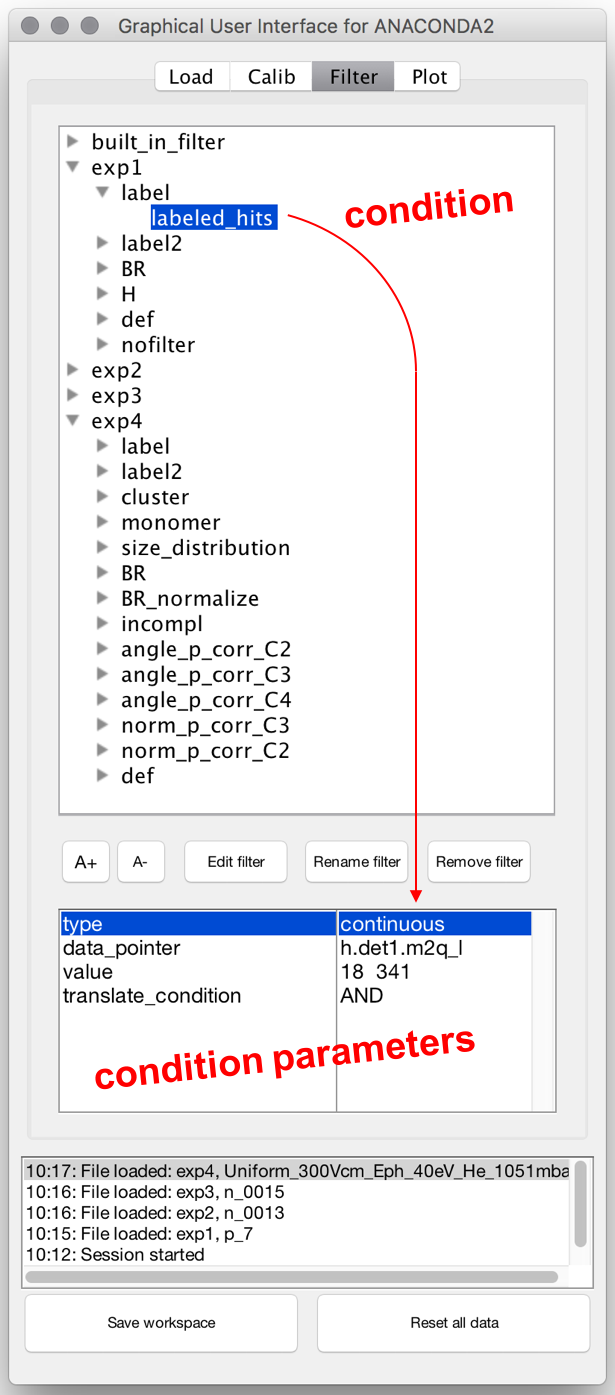 Graphical User Interface for ANACONDA2
Load Calib Filter Plot
built_in_filter
exp1
label
labeled_hits
condition
label2
BR
H
def
nofilter
exp2
exp3
exp4
label
label2
cluster
monomer
size_distribution
BR
BR_normalize
incompl
angle_p_corr_C2
angle_p_corr_C3
angle_p_corr_C4
norm_p_corr_C3
norm_p_corr_C2
def
A+ A- Edit filter Rename filter Remove filter
type continuous
data_pointer h.det1.m2q_l
value 18 341
translate_condition AND
condition parameters
10:17: File loaded: exp4, Uniform_300Vcm_Eph_40eV_He_1051mba
10:16: File loaded: exp3, n_0015
10:16: File loaded: exp2, n_0013
10:15: File loaded: exp1, p_7
10:12: Session started
Save workspace Reset all data